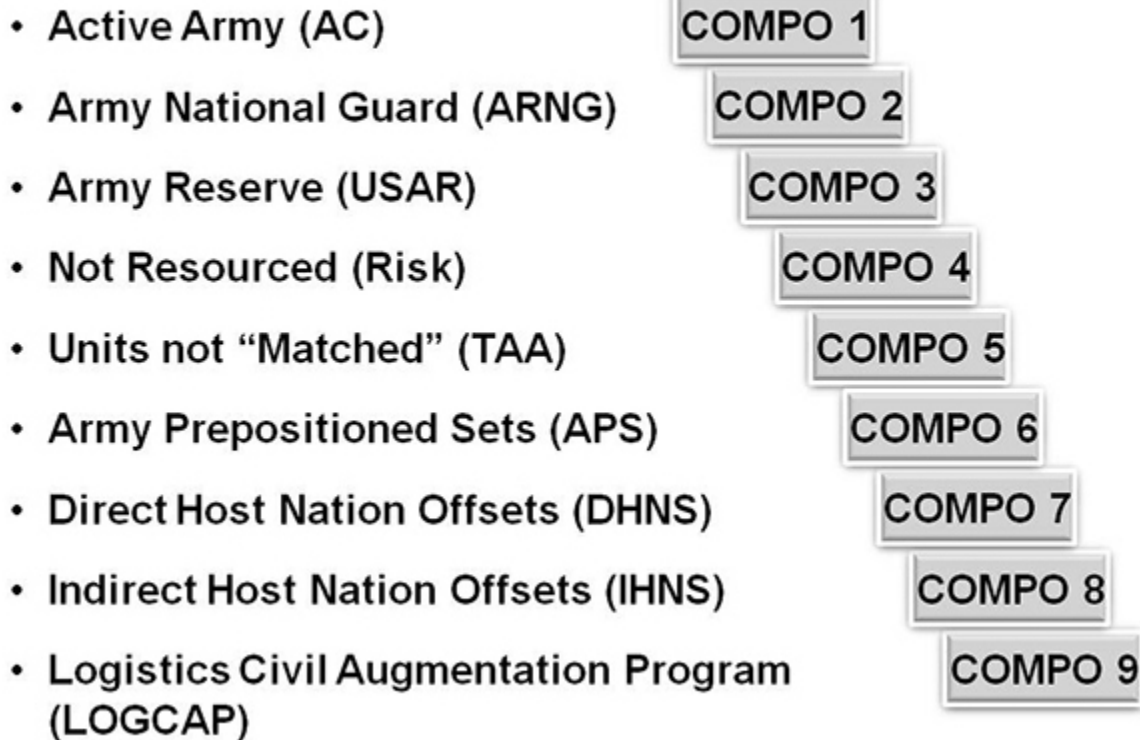 • Active Army (AC) COMPO 1
• Army National Guard (ARNG) COMPO 2
• Army Reserve (USAR) COMPO 3
• Not Resourced (Risk) COMPO 4
• Units not “Matched” (TAA) COMPO 5
• Army Prepositioned Sets (APS) COMPO 6
• Direct Host Nation Offsets (DHNS) COMPO 7
• Indirect Host Nation Offsets (IHNS) COMPO 8
• Logistics Civil Augmentation Program COMPO 9
(LOGCAP)